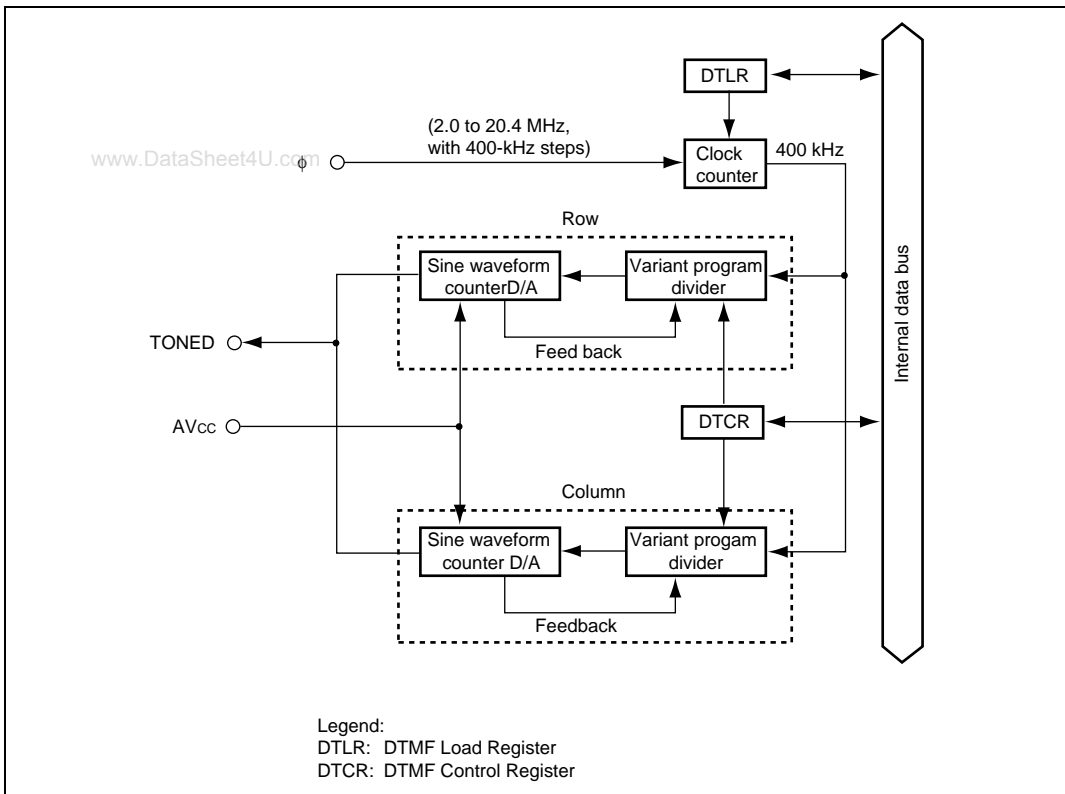 DTLR
(2.0 to 20.4 MHz,
with 400-kHz steps)
www.DataSheet4U.com
ϕ
Clock
counter
400 kHz
Row
Sine waveform
counterD/A
Variant program
divider
Feed back
TONED
AVCC
DTCR
Internal data bus
Column
Sine waveform
counter D/A
Variant progam
divider
Feedback
Legend:
DTLR: DTMF Load Register
DTCR: DTMF Control Register